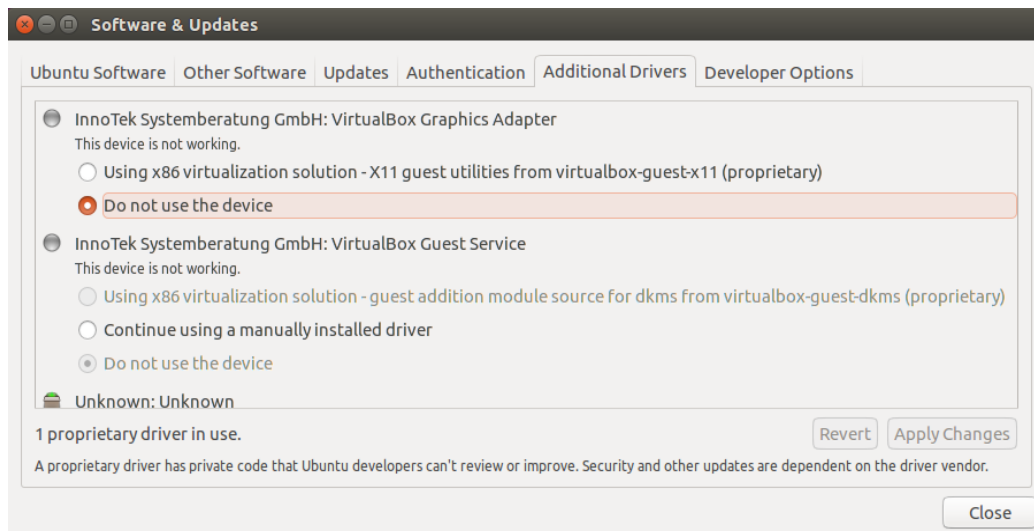 Software & Updates
Ubuntu Software Other Software Updates Authentication Additional Drivers Developer Options
InnoTek Systemberatung GmbH: VirtualBox Graphics Adapter
This device is not working.
Using x86 virtualization solution - X11 guest utilities from virtualbox-guest-x11 (proprietary)
Do not use the device
InnoTek Systemberatung GmbH: VirtualBox Guest Service
This device is not working.
Using x86 virtualization solution - guest addition module source for dkms from virtualbox-guest-dkms (proprietary)
Continue using a manually installed driver
Do not use the device
Unknown: Unknown
1 proprietary driver in use.
Revert Apply Changes
A proprietary driver has private code that Ubuntu developers can't review or improve. Security and other updates are dependent on the driver vendor.
Close